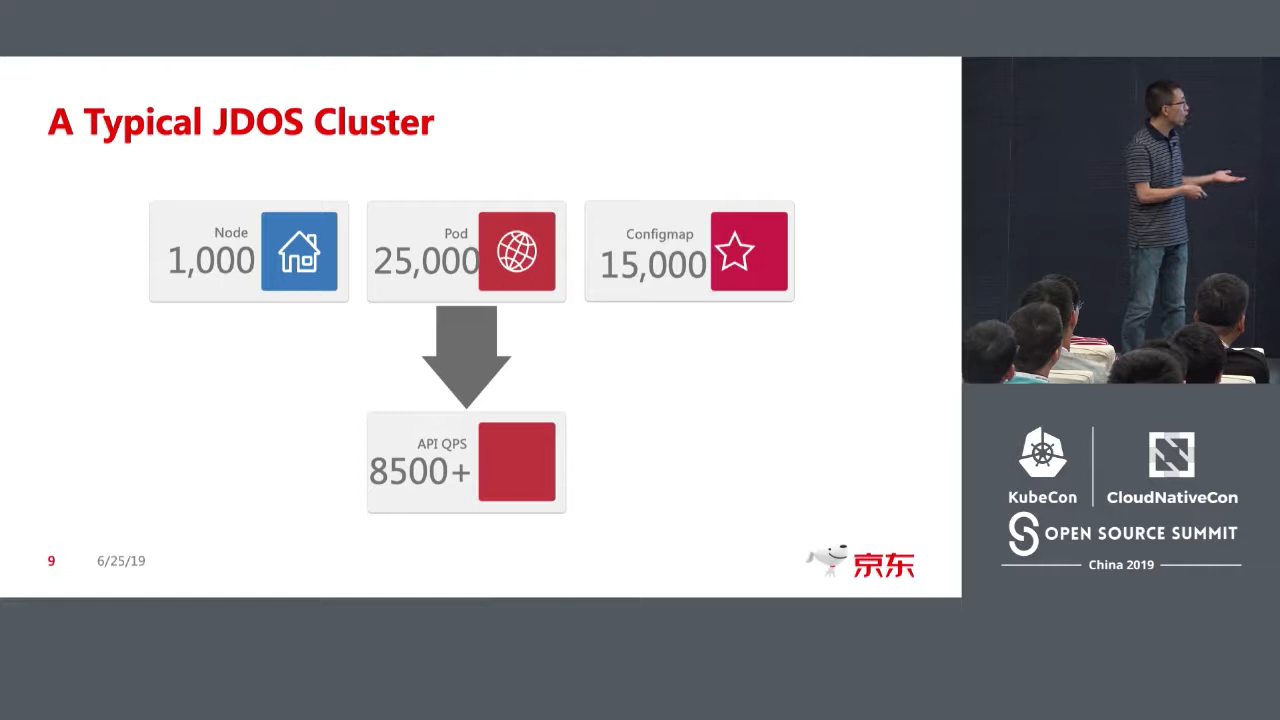 A Typical JDOS Cluster
Node
1,000
Pod
25,000
Configmap
15,000
API QPS
8500+
9
6/25/19
京东
KubeCon
CloudNativeCon
OPEN SOURCE SUMMIT
China 2019